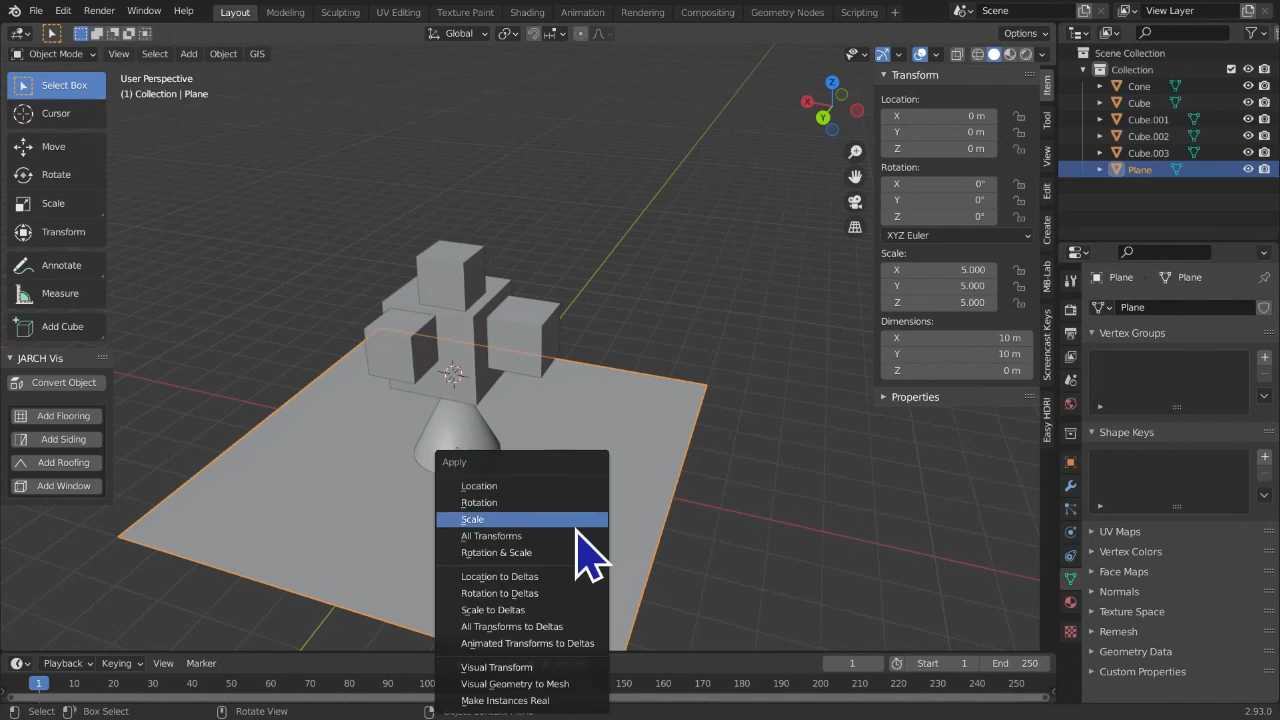 File Edit Render Window Help Layout Modeling Sculpting UV Editing Texture Paint Shading Animation Rendering Compositing Geometry Nodes Scripting + Scene View Layer
Global Options
Object Mode View Select Add Object GIS
User Perspective
(1) Collection | Plane
Select Box
Cursor
Move
Rotate
Scale
Transform
Annotate
Measure
Add Cube
JARCH Vis
Convert Object
Add Flooring
Add Siding
Add Roofing
Add Window
Z
X
Y
Transform
Location:
X 0 m
Y 0 m
Z 0 m
Rotation:
X 0°
Y 0°
Z 0°
XYZ Euler
Scale:
X 5.000
Y 5.000
Z 5.000
Dimensions:
X 10 m
Y 10 m
Z 0 m
Properties
Item
Tool
View
Edit
Create
MB-Lab
Screencast Keys
Easy HDRI
Apply
Location
Rotation
Scale
All Transforms
Rotation & Scale
Location to Deltas
Rotation to Deltas
Scale to Deltas
All Transforms to Deltas
Animated Transforms to Deltas
Visual Transform
Visual Geometry to Mesh
Make Instances Real
Scene Collection
Collection
Cone
Cube
Cube.001
Cube.002
Cube.003
Plane
Plane Plane
Plane
Vertex Groups
Shape Keys
UV Maps
Vertex Colors
Face Maps
Normals
Texture Space
Remesh
Geometry Data
Custom Properties
Playback Keying View Marker 1 Start 1 End 250
1 10 20 30 40 50 60 70 80 90 100 150 160 170 180 190 200 210 220 230 240 250
Select Box Select Rotate View 2.93.0